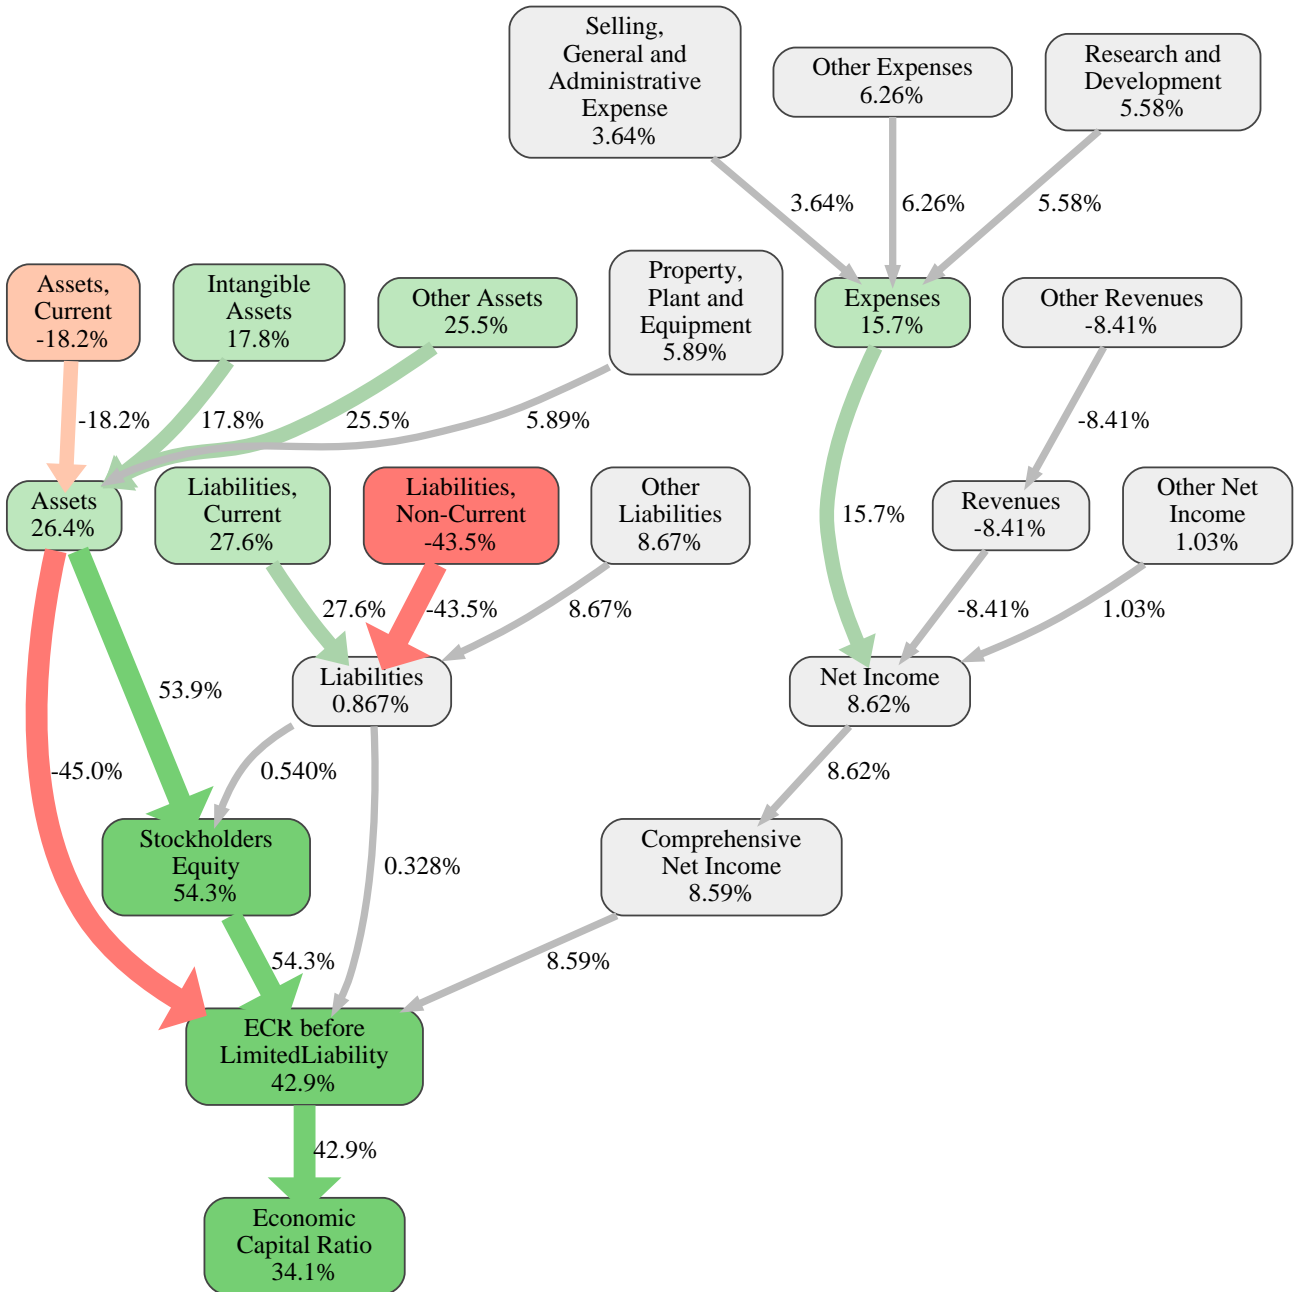 Selling,
General and
Administrative
Expense
3.64%
Other Expenses
6.26%
Research and
Development
5.58%
3.64%
6.26%
5.58%
Assets,
Current
-18.2%
Intangible
Assets
17.8%
Other Assets
25.5%
Property,
Plant and
Equipment
5.89%
Expenses
15.7%
Other Revenues
-8.41%
-18.2%
17.8%
25.5%
5.89%
-8.41%
Assets
26.4%
Liabilities,
Current
27.6%
Liabilities,
Non-Current
-43.5%
Other
Liabilities
8.67%
15.7%
Revenues
-8.41%
Other Net
Income
1.03%
27.6%
-43.5%
8.67%
-8.41%
1.03%
53.9%
Liabilities
0.867%
Net Income
8.62%
-45.0%
0.540%
8.62%
Stockholders
Equity
54.3%
0.328%
Comprehensive
Net Income
8.59%
54.3%
8.59%
ECR before
LimitedLiability
42.9%
42.9%
Economic
Capital Ratio
34.1%